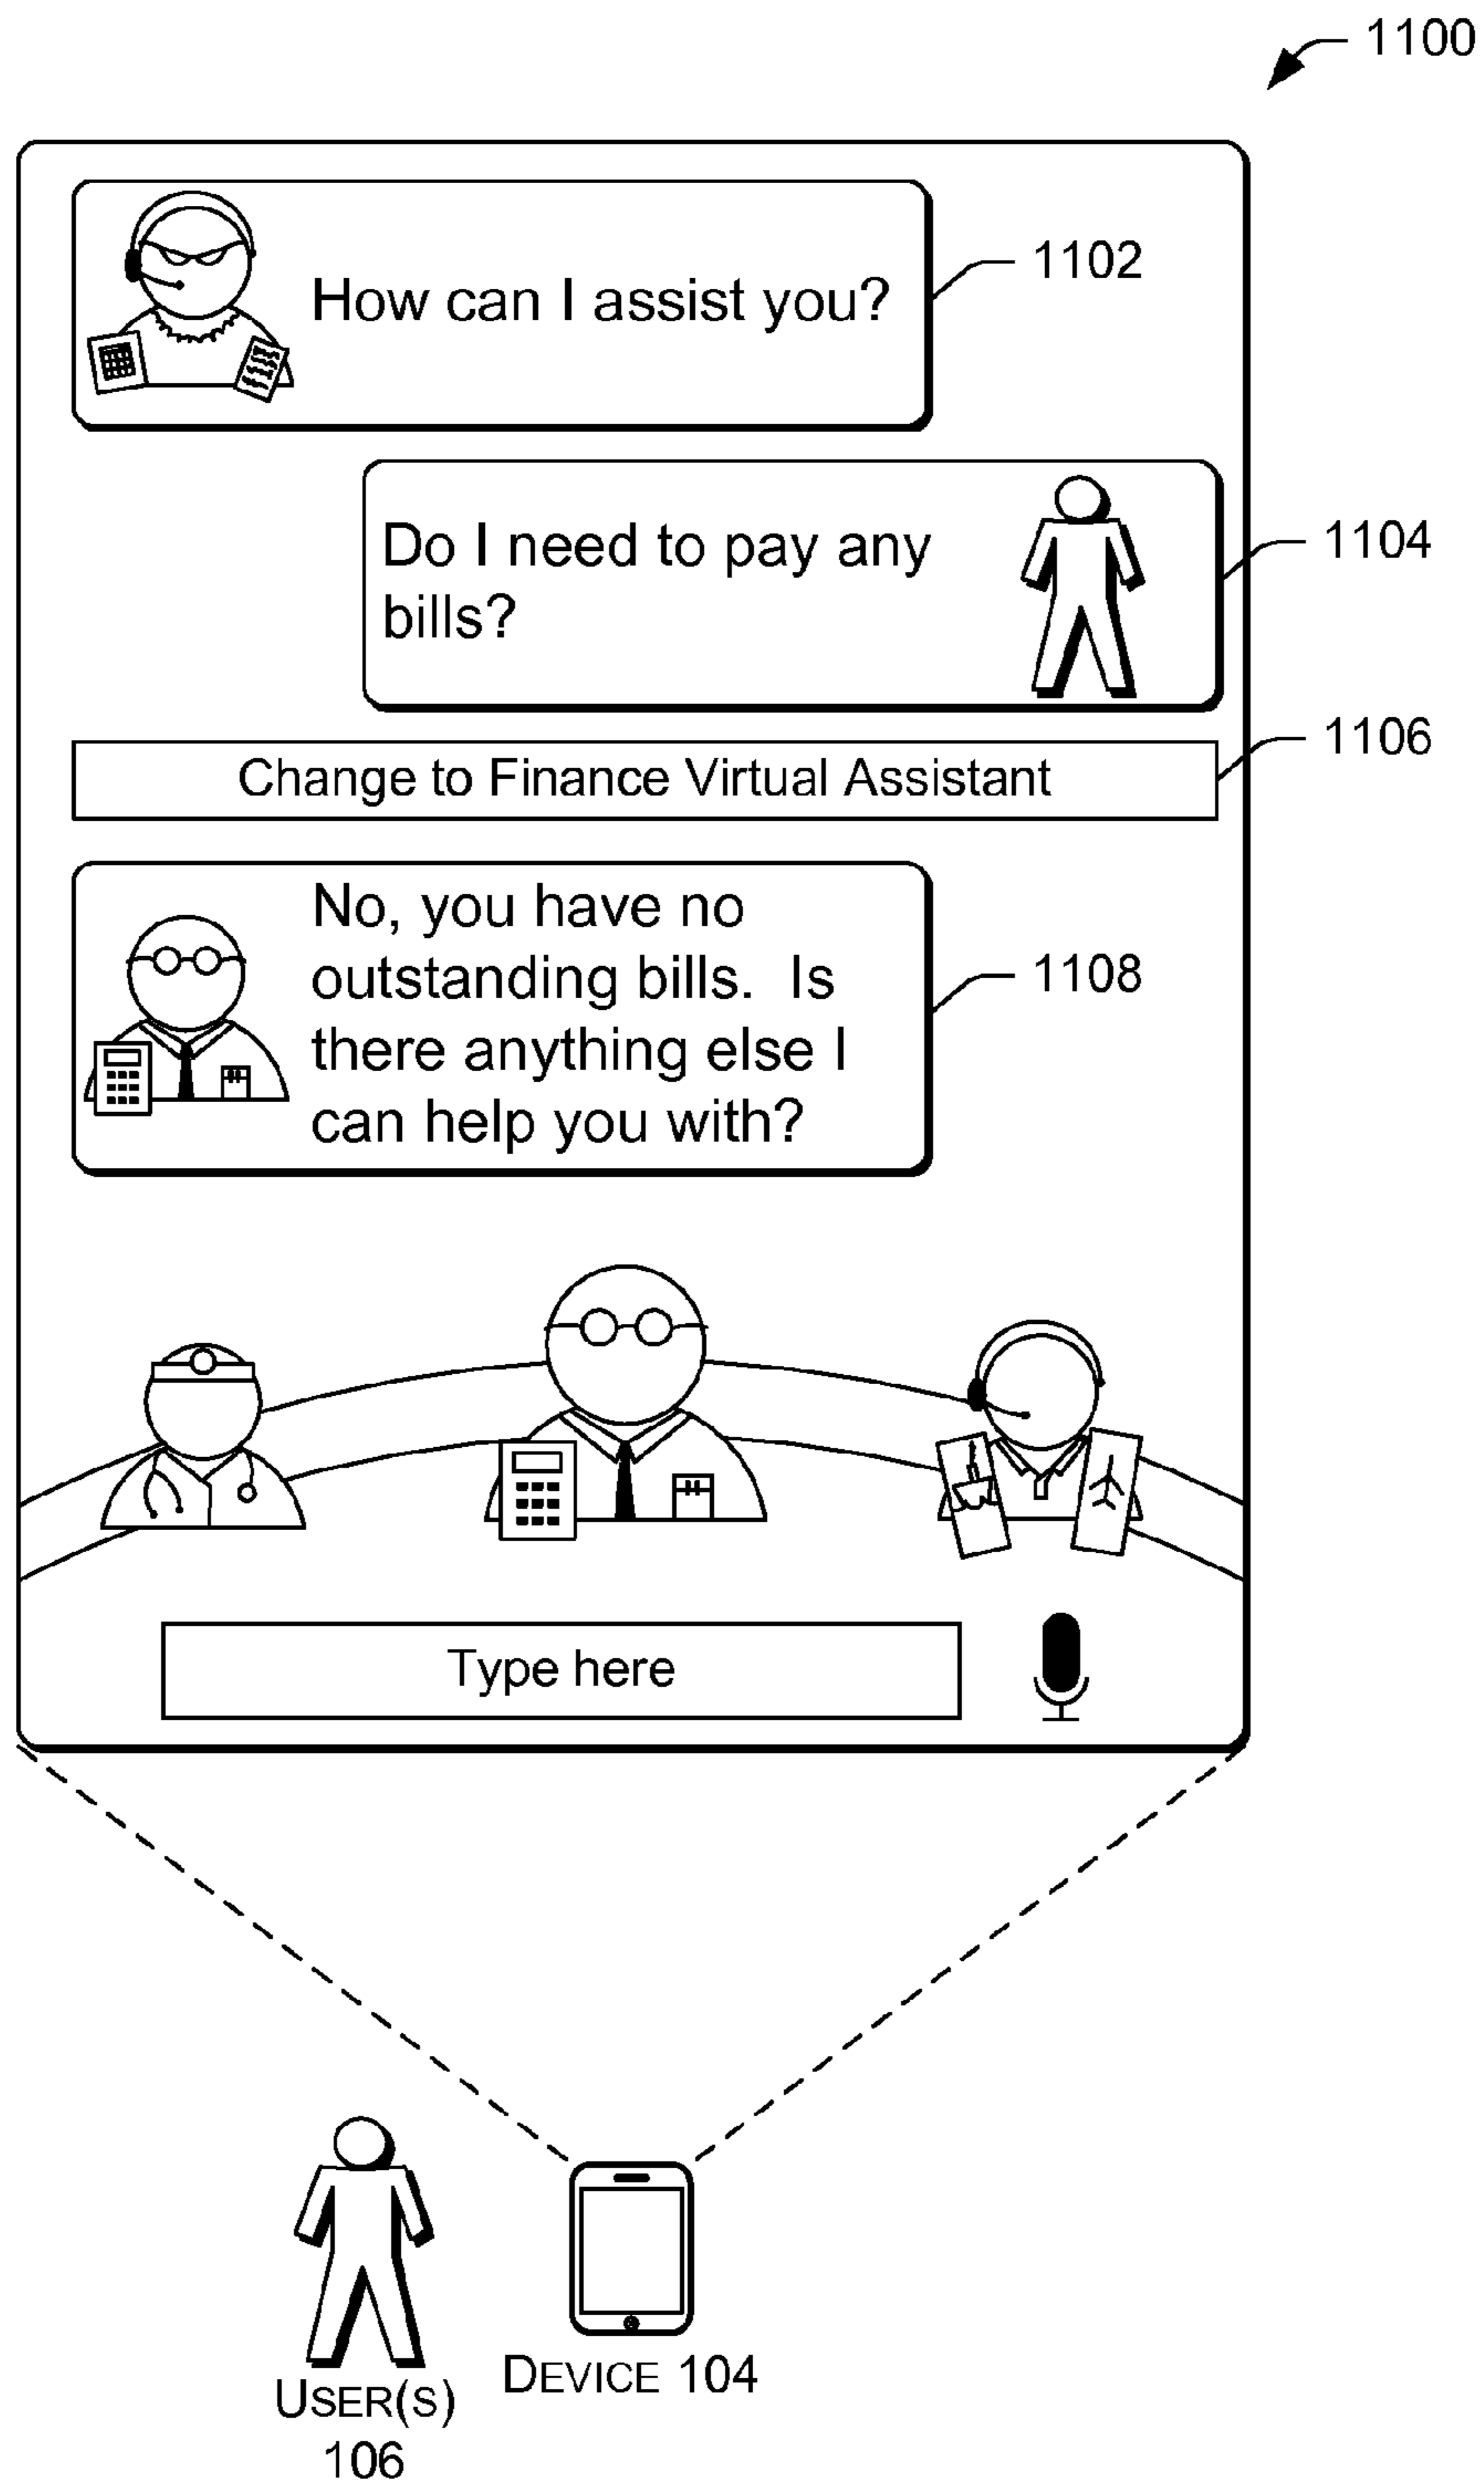 1100
How can I assist you?
1102
Do I need to pay any
bills?
1104
1106
Change to Finance Virtual Assistant
No, you have no
outstanding bills.  Is
there anything else I
can help you with?
1108
Type here
DEVICE 104
USER(S)
106